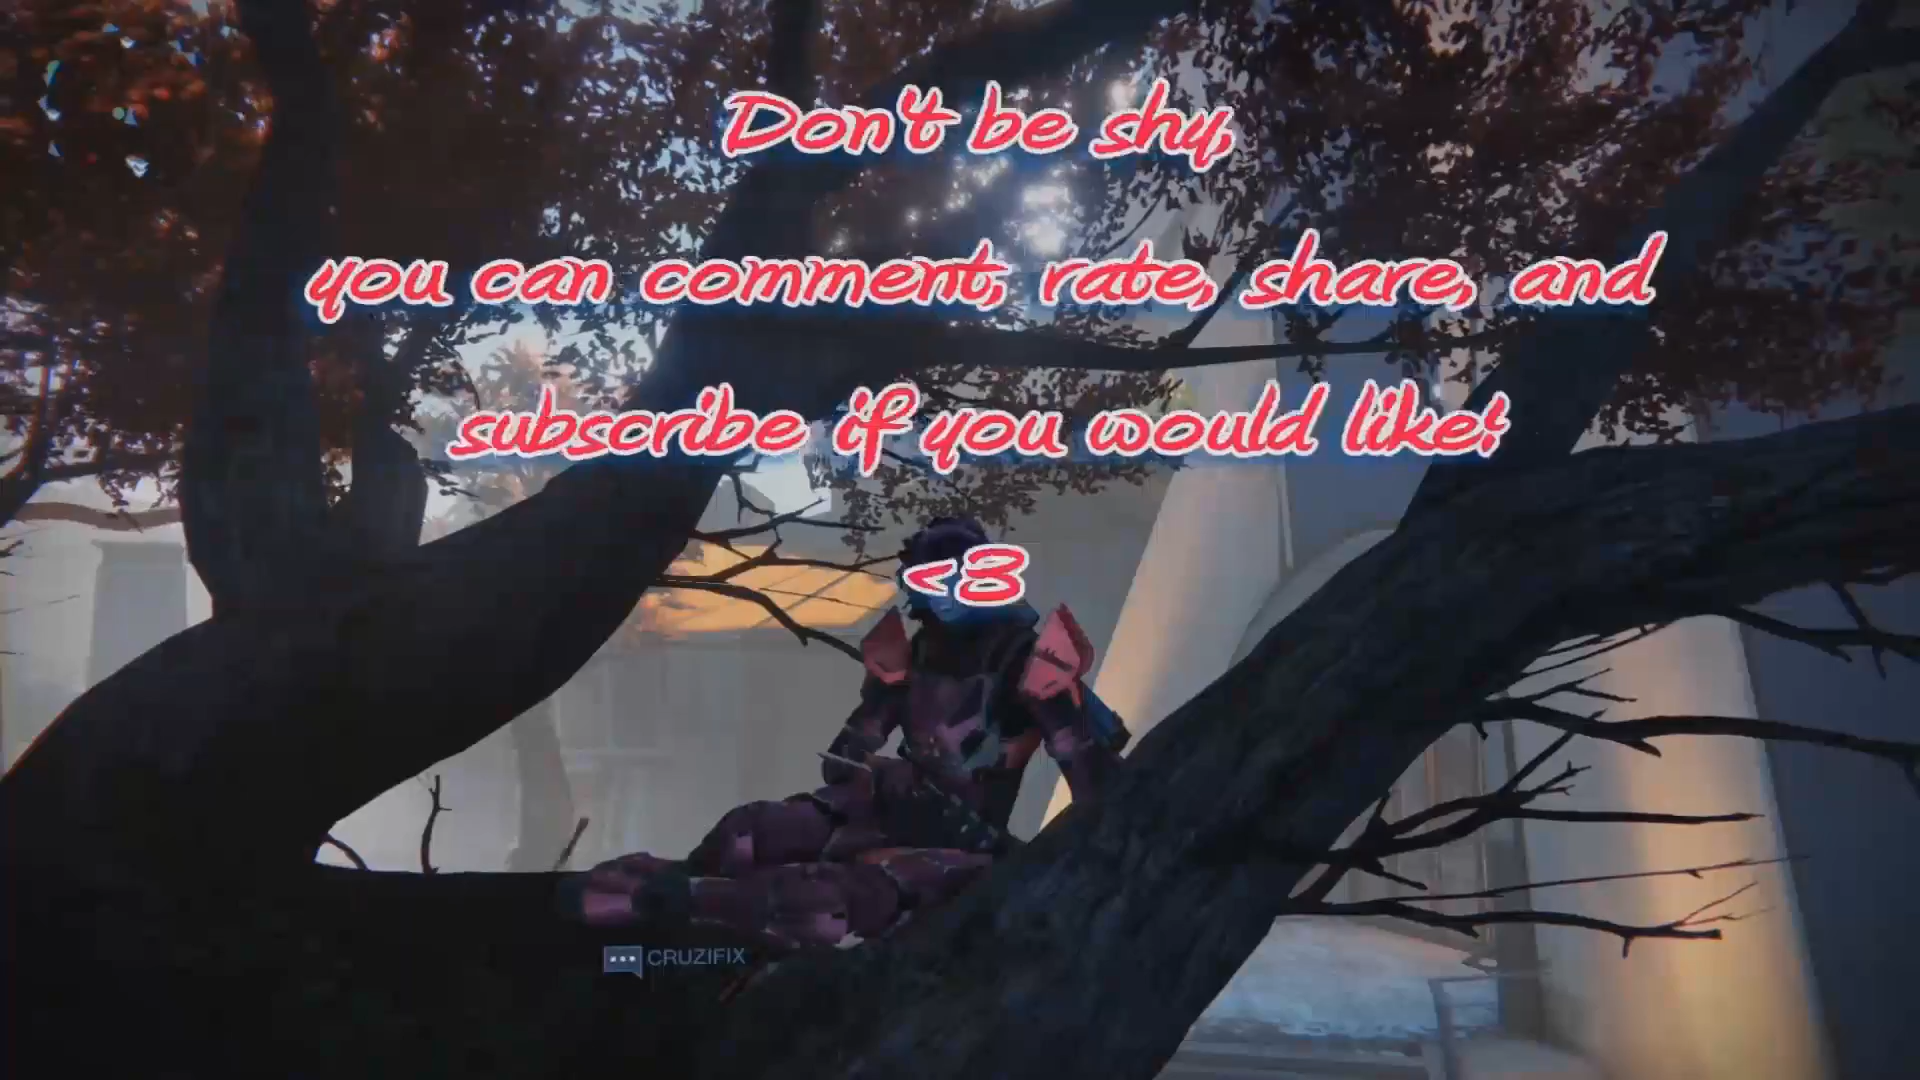 Don't be shy,
you can comment, rate, share, and
subscribe if you would like!
<3
CRUZIFIX